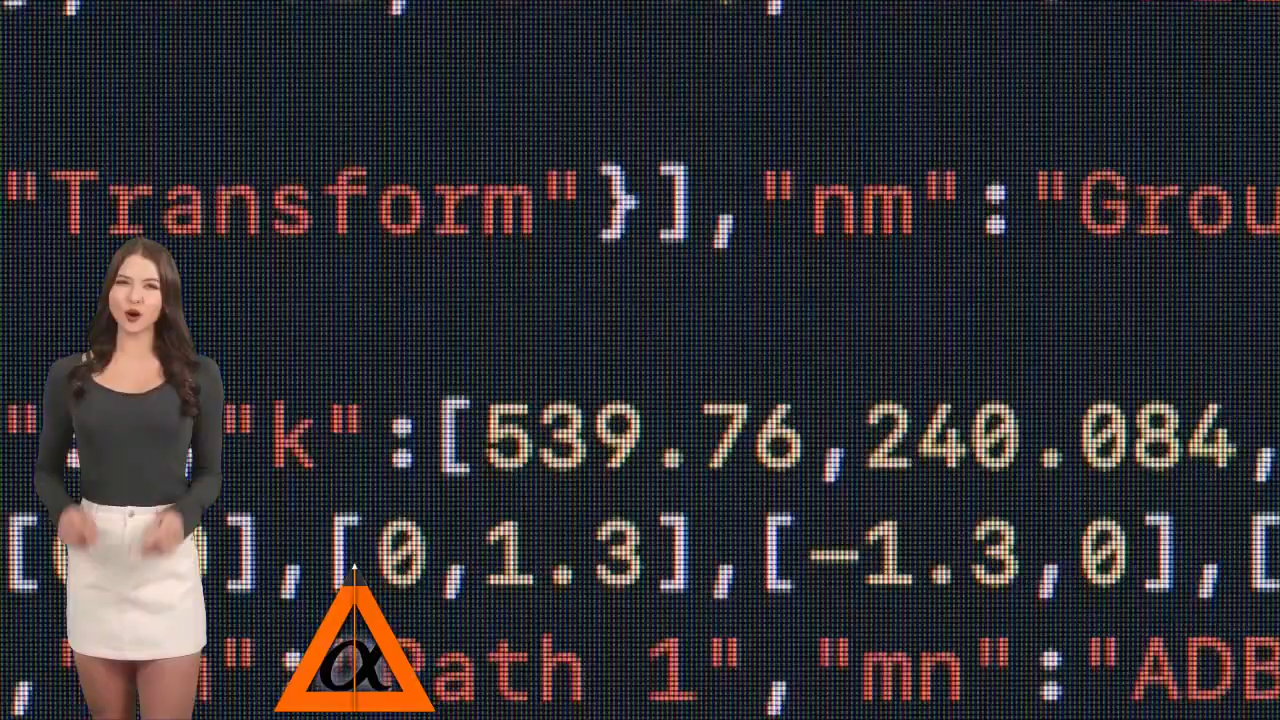 "Transform"}],"nm":"Grou
"k":[539.76,240.084,
],[0,1.3],[-1.3,0],[
Path 1","mn":"ADB
α